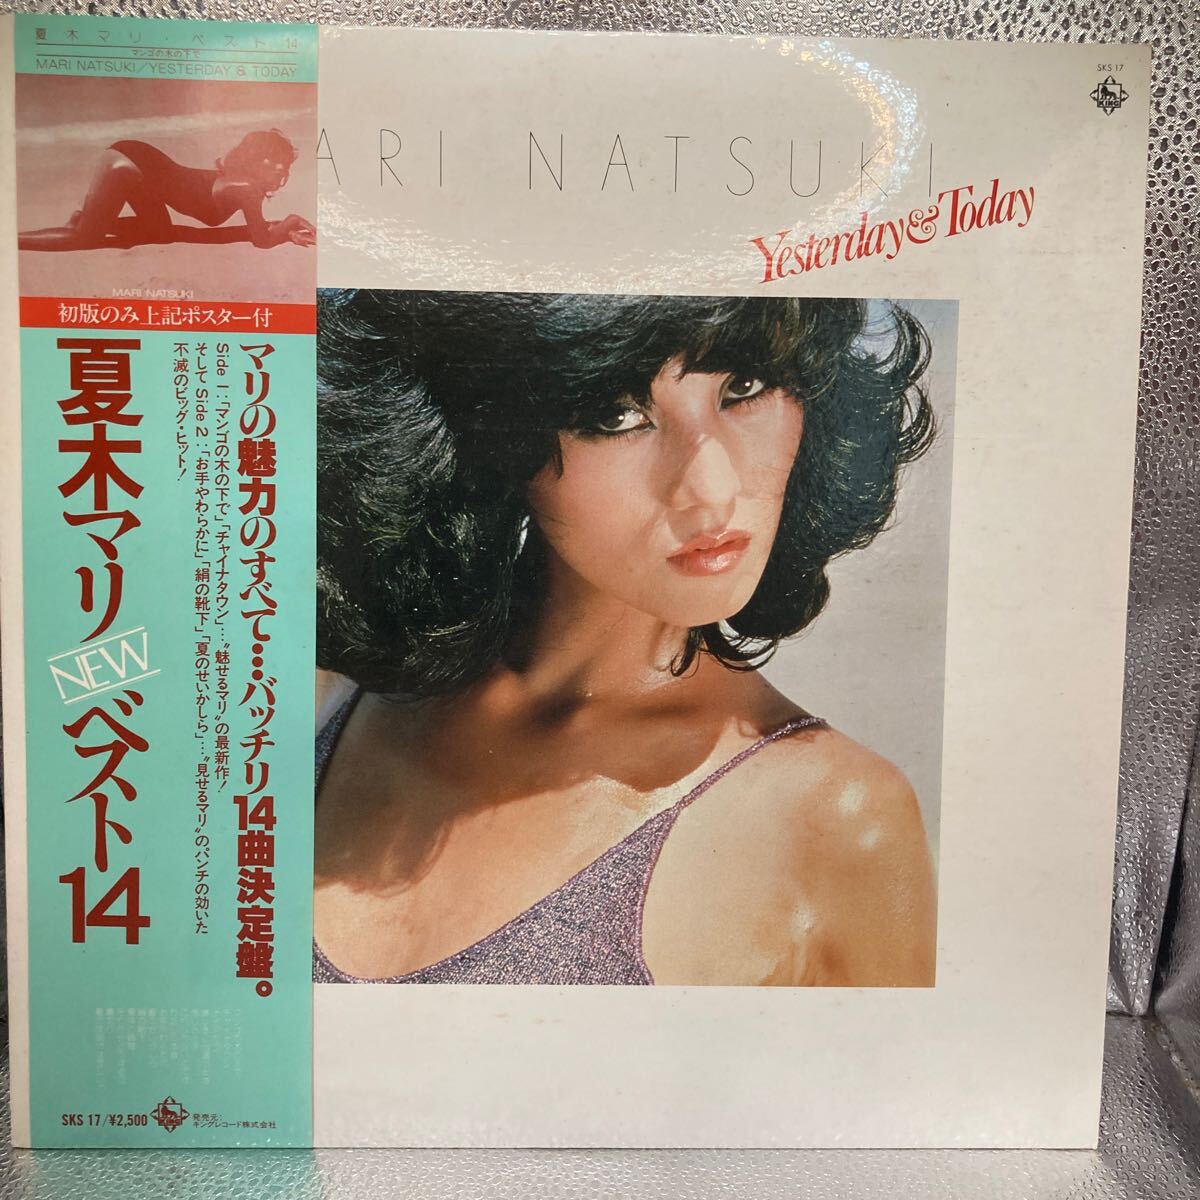 夏木マリ・ベスト 14
マンゴの木の下で
MARI NATSUKI/YESTERDAY & TODAY
MARI NATSUKI
初版のみ上記ポスター付
マリの魅力のすべて…バッチリ14曲決定盤。
Side 1:「マンゴの木の下で」「チャイナタウン」…“魅せるマリ”の最新作!
そして Side 2:「お手やわらかに」「絹の靴下」「夏のせいかしら」…“見せるマリ”のパンチの効いた
不滅のビッグ・ヒット!
夏木マリ NEW ベスト14
SKS 17/¥2,500
KING
発売元:
キングレコード株式会社
ARI NATSUKI
Yesterday & Today
SKS 17
KING